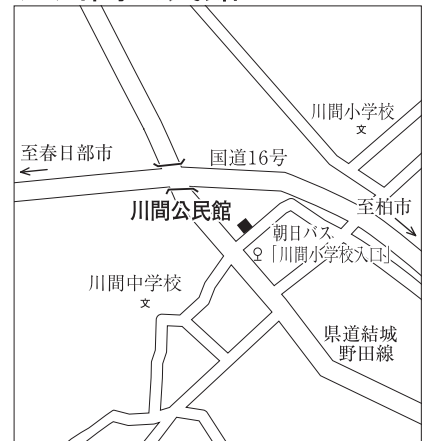 川間小学校
文
国道16号
至春日部市
至柏市
川間公民館
朝日バス
「川間小学校入口」
川間中学校
文
県道結城
野田線